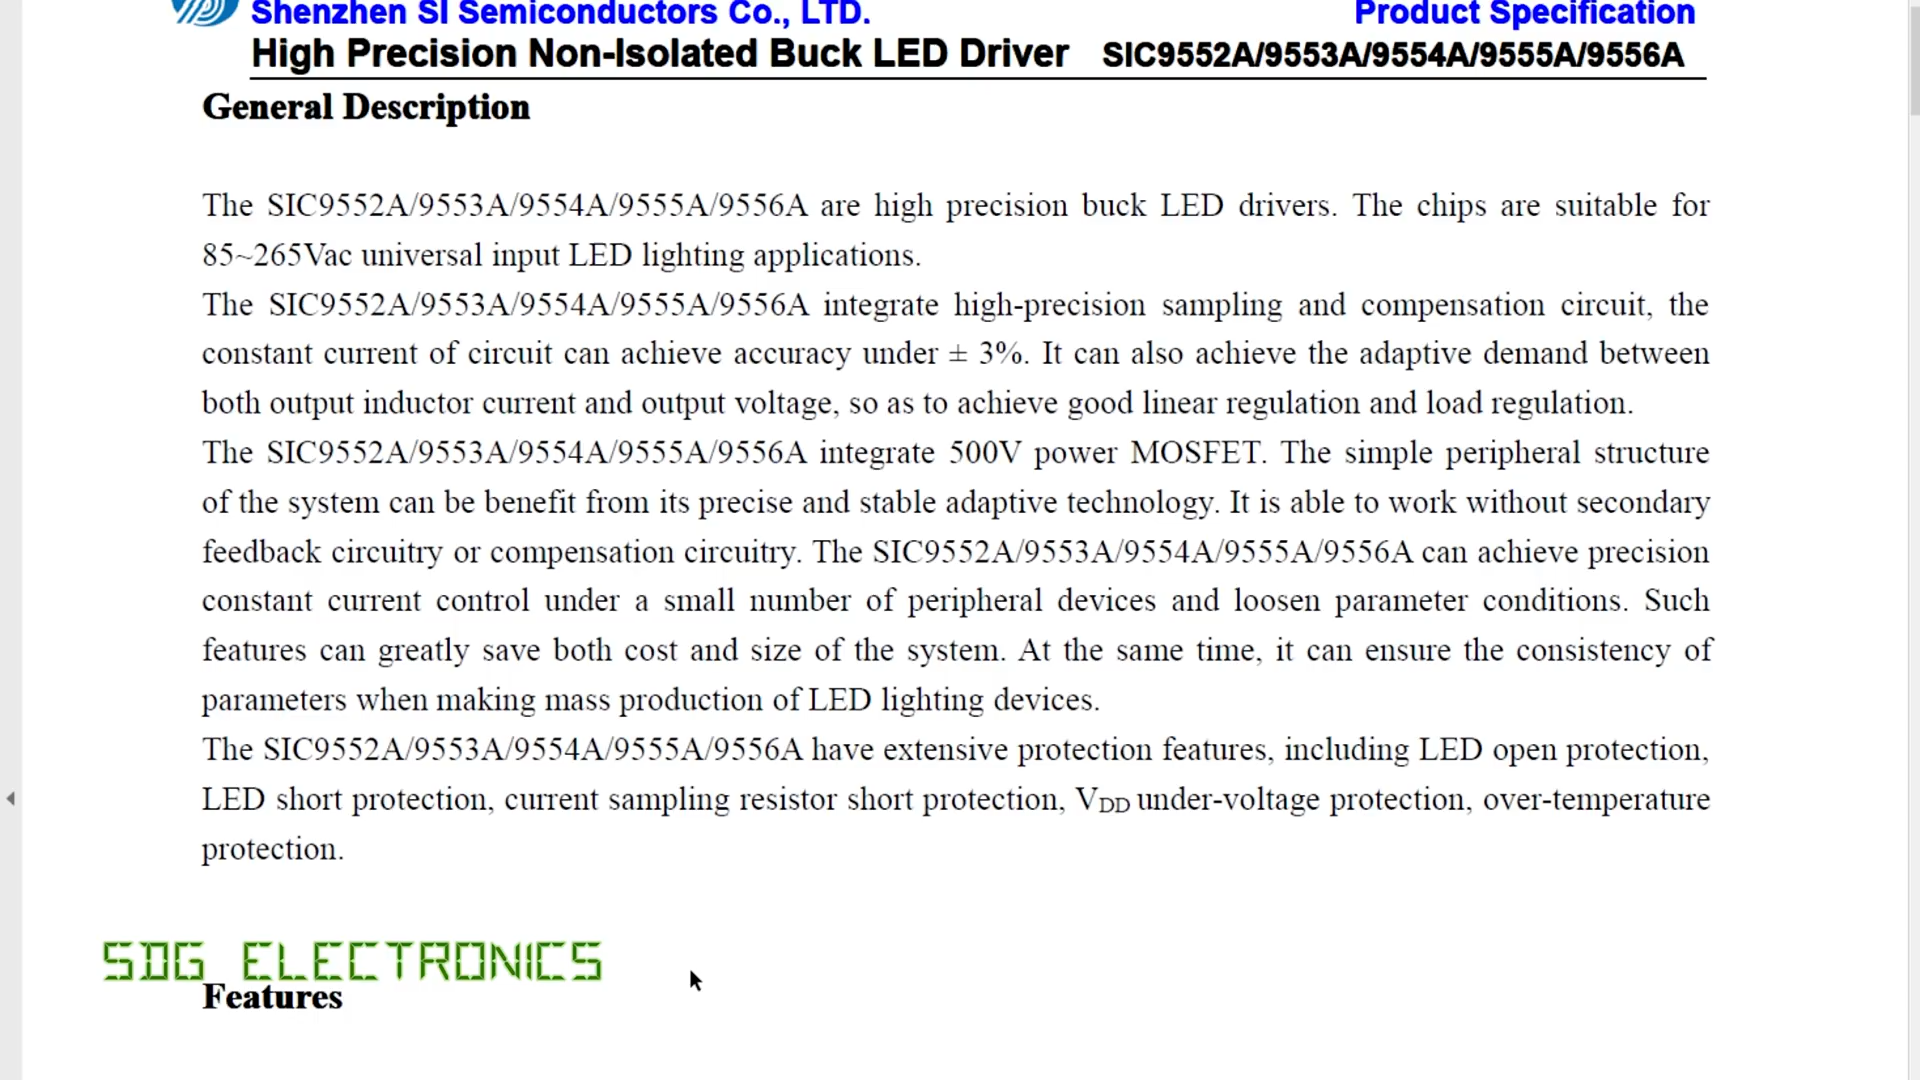 Shenzhen SI Semiconductors Co., LTD. Product Specification
High Precision Non-Isolated Buck LED Driver SIC9552A/9553A/9554A/9555A/9556A
General Description
The SIC9552A/9553A/9554A/9555A/9556A are high precision buck LED drivers. The chips are suitable for
85~265Vac universal input LED lighting applications.
The SIC9552A/9553A/9554A/9555A/9556A integrate high-precision sampling and compensation circuit, the
constant current of circuit can achieve accuracy under ± 3%. It can also achieve the adaptive demand between
both output inductor current and output voltage, so as to achieve good linear regulation and load regulation.
The SIC9552A/9553A/9554A/9555A/9556A integrate 500V power MOSFET. The simple peripheral structure
of the system can be benefit from its precise and stable adaptive technology. It is able to work without secondary
feedback circuitry or compensation circuitry. The SIC9552A/9553A/9554A/9555A/9556A can achieve precision
constant current control under a small number of peripheral devices and loosen parameter conditions. Such
features can greatly save both cost and size of the system. At the same time, it can ensure the consistency of
parameters when making mass production of LED lighting devices.
The SIC9552A/9553A/9554A/9555A/9556A have extensive protection features, including LED open protection,
LED short protection, current sampling resistor short protection, VDD under-voltage protection, over-temperature
protection.
SDG ELECTRONICS
Features